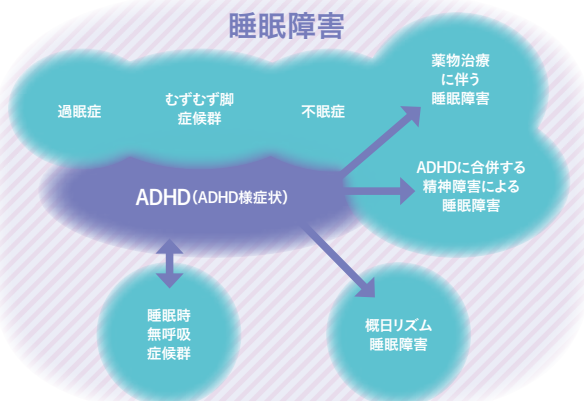 睡眠障害
過眠症
むずむず脚
症候群
不眠症
薬物治療
に伴う
睡眠障害
ADHDに合併する
精神障害による
睡眠障害
ADHD(ADHD様症状)
睡眠時
無呼吸
症候群
概日リズム
睡眠障害